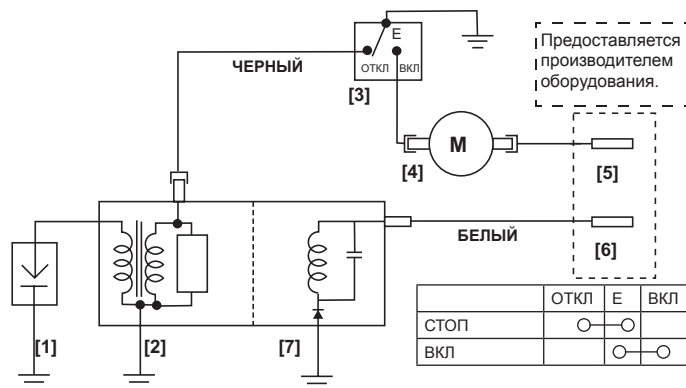 E
ОТКЛ ВКЛ
ЧЕРНЫЙ
[3]
Предоставляется
производителем
оборудования.
[4]
M
[5]
БЕЛЫЙ
[6]
[1]
[2]
[7]
ОТКЛ E ВКЛ
СТОП
ВКЛ